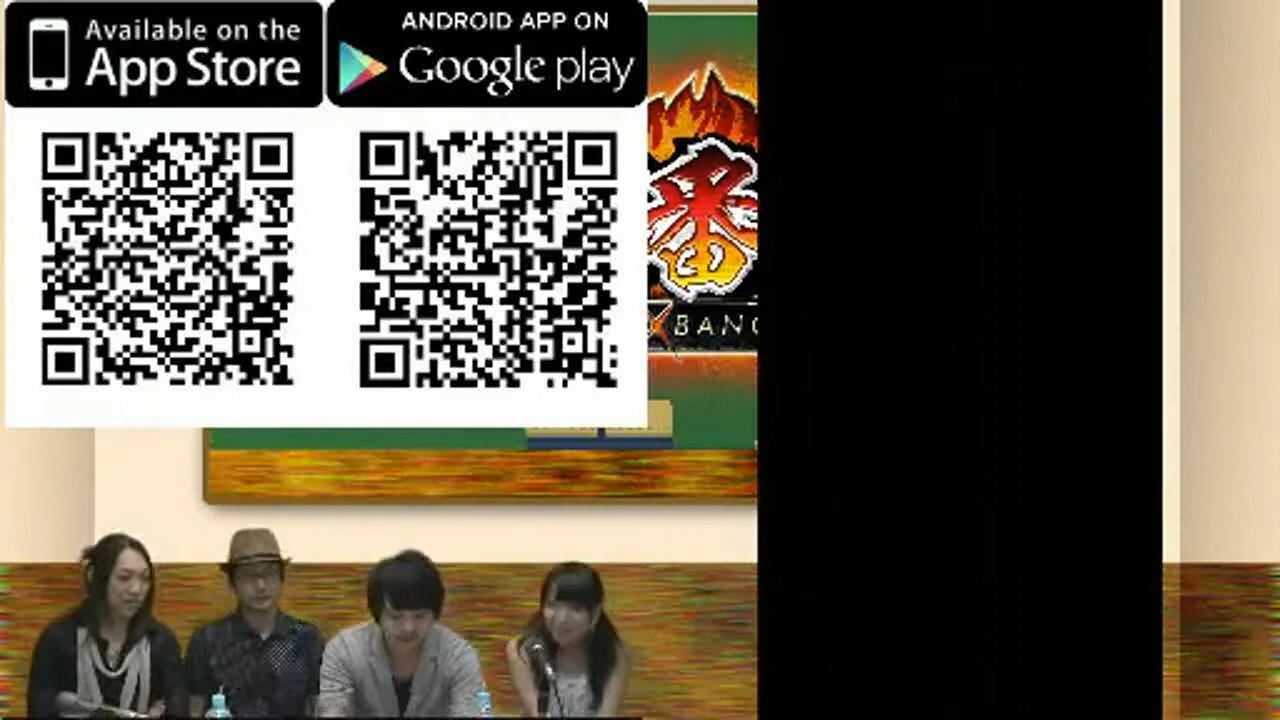 Available on the
App Store
ANDROID APP ON
Google play
番
BANG